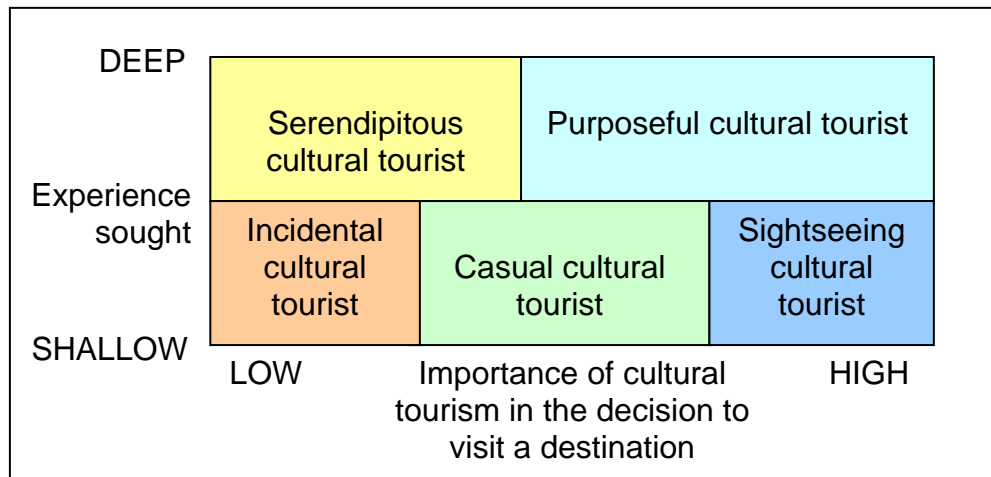 DEEP
Serendipitous
cultural tourist
Purposeful cultural tourist
Experience
sought
Incidental
cultural
tourist
Casual cultural
tourist
Sightseeing
cultural
tourist
SHALLOW
LOW
Importance of cultural
tourism in the decision to
visit a destination
HIGH